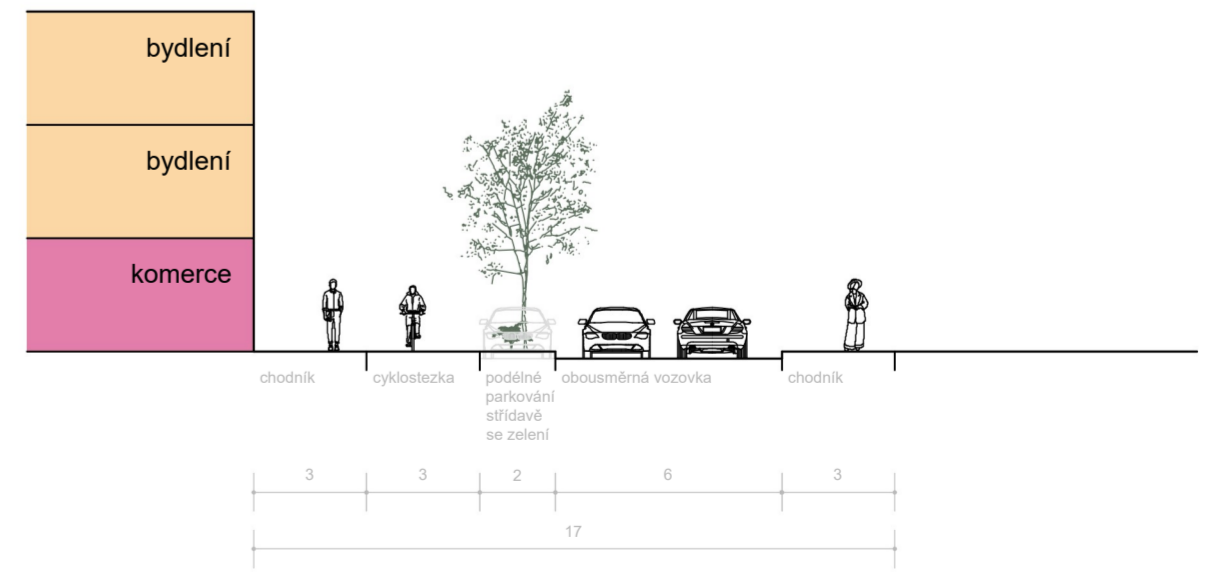 bydlení
bydlení
komerce
chodník
cyklostezka
podélné
parkování
střídavě
se zelení
obousměrná vozovka
chodník
3
3
2
6
3
17